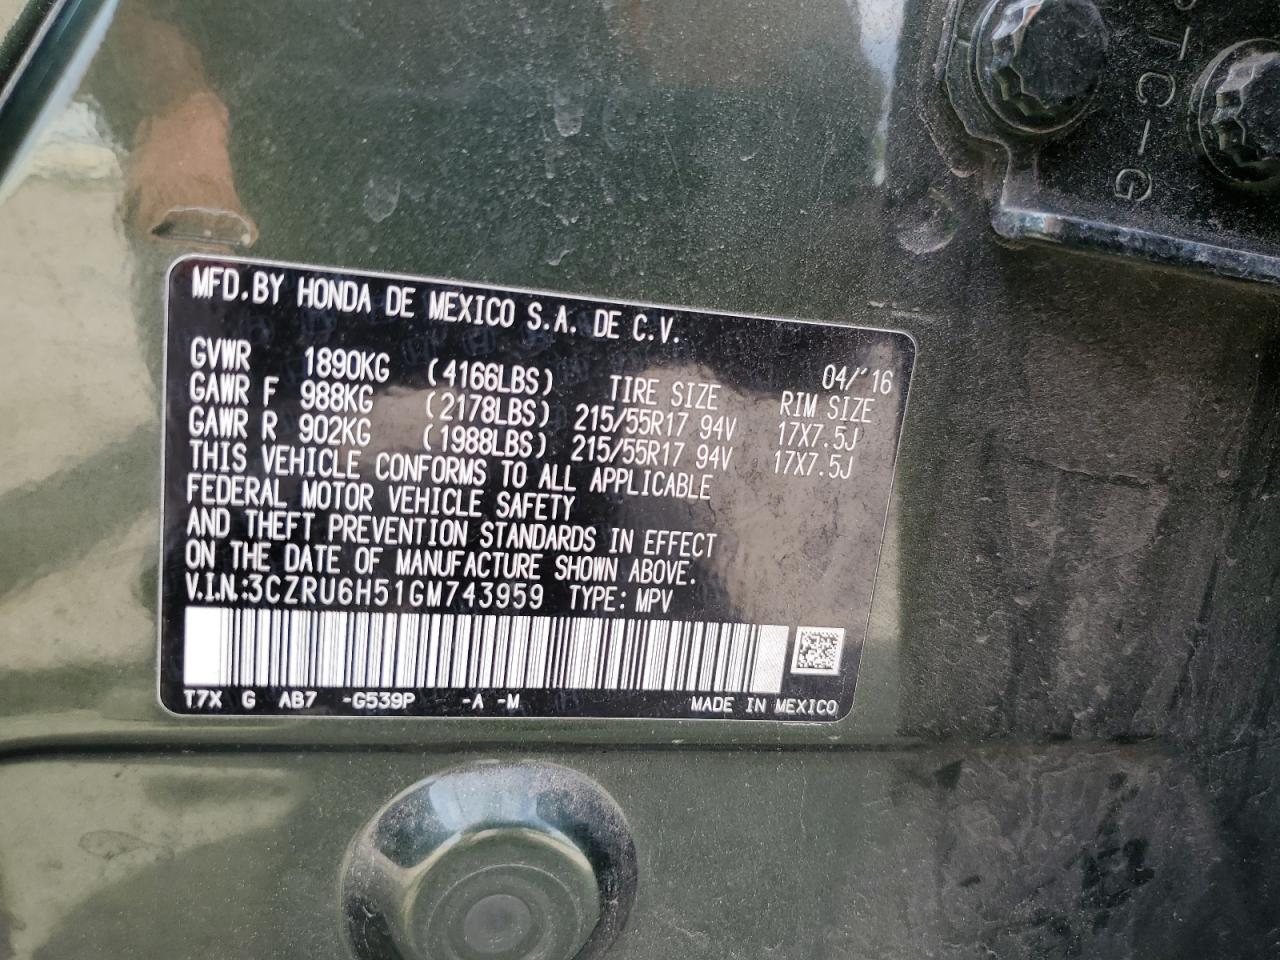 MFD.BY HONDA DE MEXICO S.A. DE C.V.
04/'16
GVWR 1890KG (4166LBS) TIRE SIZE RIM SIZE
GAWR F 988KG (2178LBS) 215/55R17 94V 17X7.5J
GAWR R 902KG (1988LBS) 215/55R17 94V 17X7.5J
THIS VEHICLE CONFORMS TO ALL APPLICABLE
FEDERAL MOTOR VEHICLE SAFETY
AND THEFT PREVENTION STANDARDS IN EFFECT
ON THE DATE OF MANUFACTURE SHOWN ABOVE.
V.I.N.:3CZRU6H51GM743959 TYPE: MPV
T7X G AB7 -G539P -A -M MADE IN MEXICO
TC-G